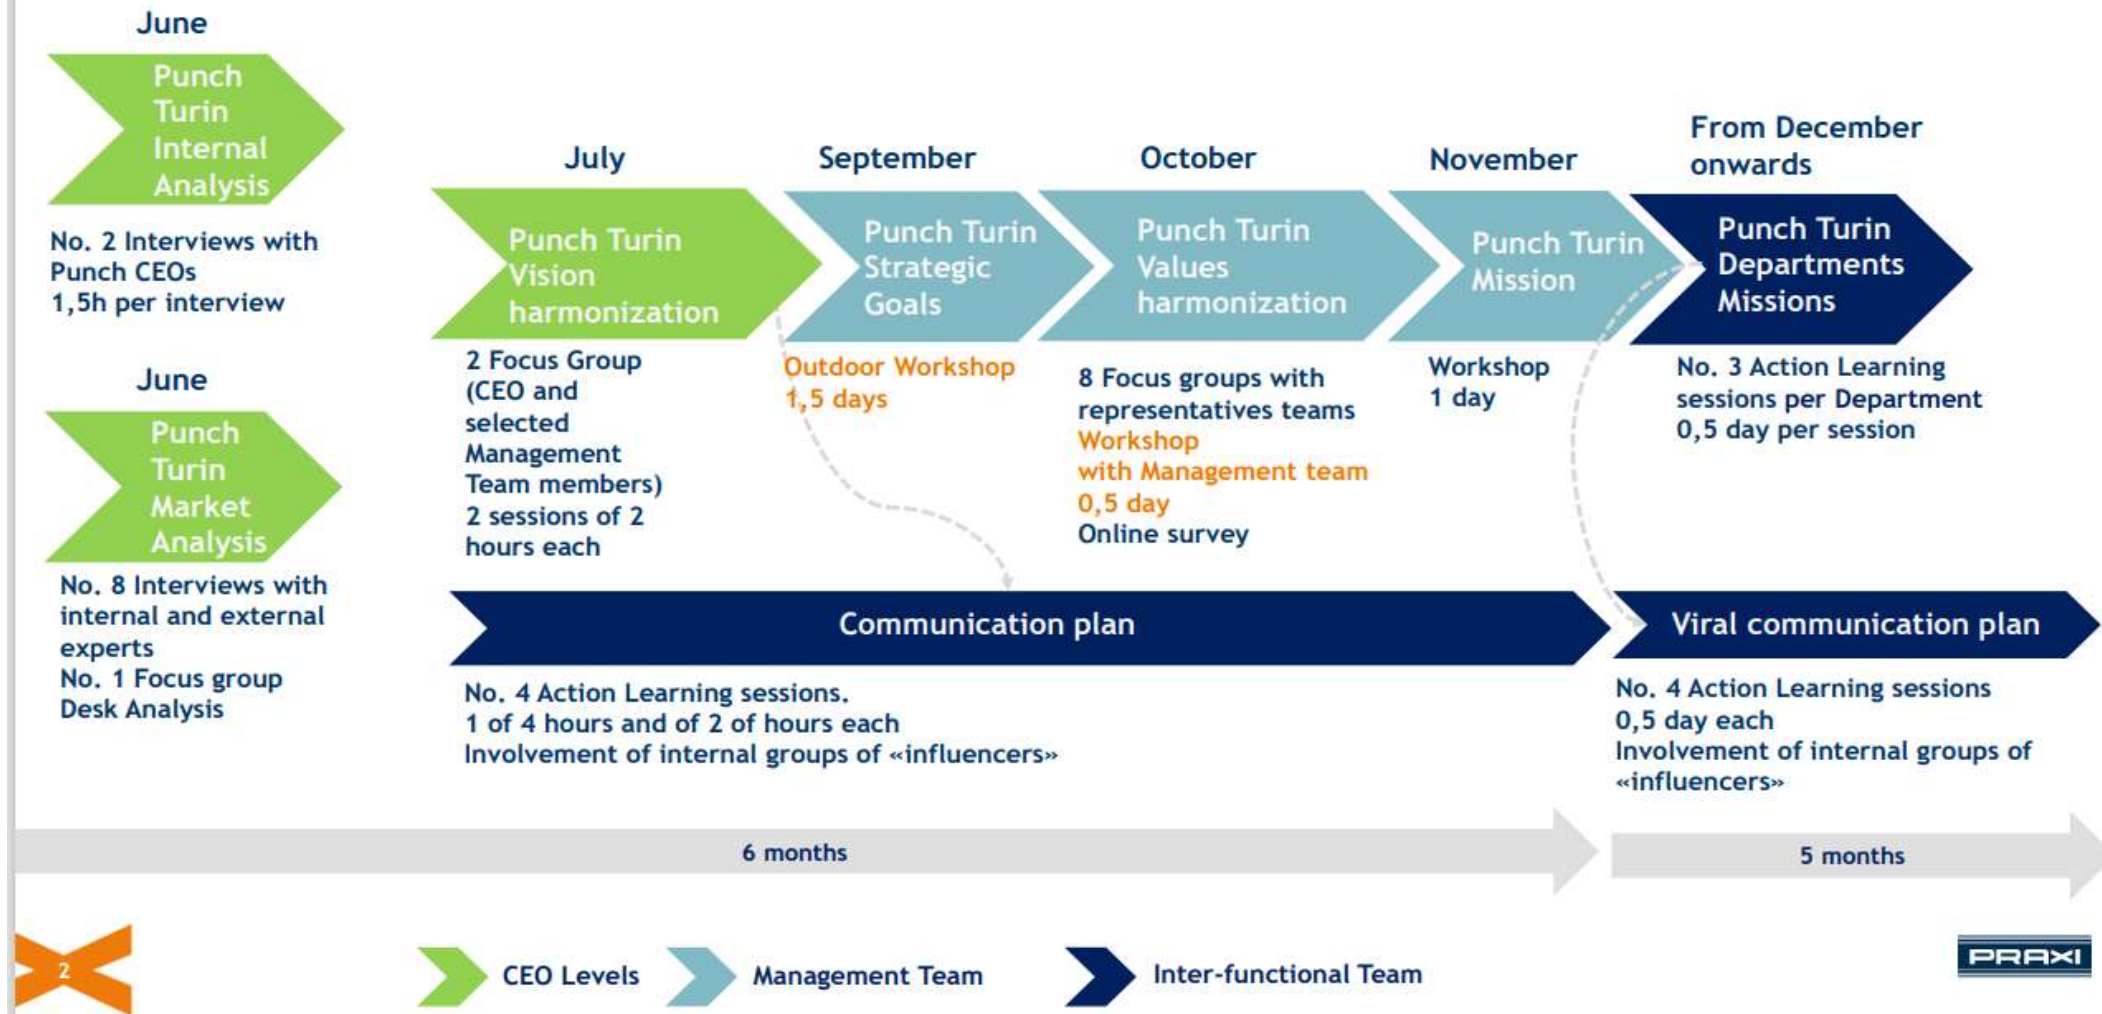 June
Punch
Turin
Internal
Analysis
No. 2 Interviews with
Punch CEOs
1,5h per interview
June
Punch
Turin
Market
Analysis
No. 8 Interviews with
internal and external
experts
No. 1 Focus group
Desk Analysis
July
Punch Turin
Vision
harmonization
2 Focus Group
(CEO and
selected
Management
Team members)
2 sessions of 2
hours each
September
Punch Turin
Strategic
Goals
Outdoor Workshop
1,5 days
October
Punch Turin
Values
harmonization
8 Focus groups with
representatives teams
Workshop
with Management team
0,5 day
Online survey
November
Punch Turin
Mission
Workshop
1 day
From December
onwards
Punch Turin
Departments
Missions
No. 3 Action Learning
sessions per Department
0,5 day per session
Communication plan
No. 4 Action Learning sessions.
1 of 4 hours and of 2 of hours each
Involvement of internal groups of «influencers»
Viral communication plan
No. 4 Action Learning sessions
0,5 day each
Involvement of internal groups of
«influencers»
6 months
5 months
2
CEO Levels
Management Team
Inter-functional Team
PRAXI